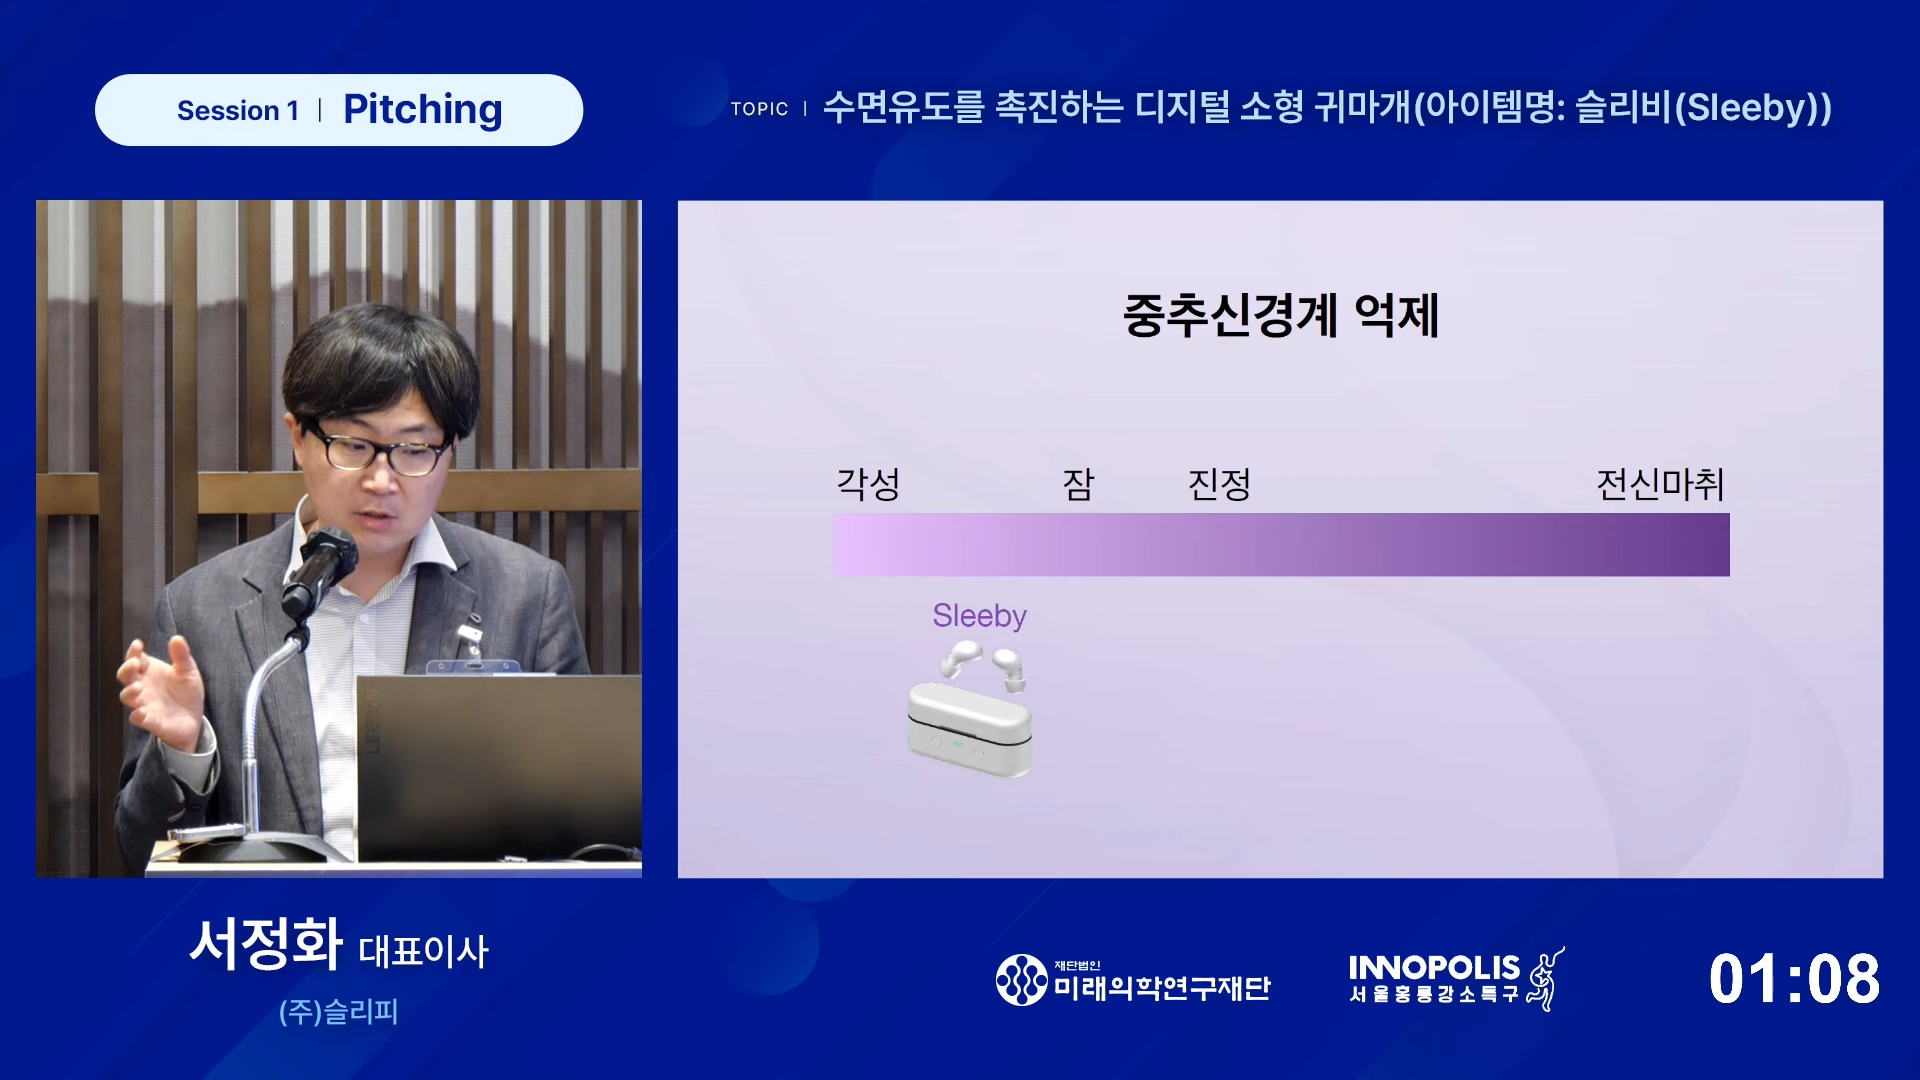 Session 1 | Pitching
TOPIC | 수면유도를 촉진하는 디지털 소형 귀마개(아이템명: 슬리비(Sleeby))
중추신경계 억제
각성 잠 진정 전신마취
Sleeby
LEGION
서정화 대표이사
(주)슬리피
재단법인
미래의학연구재단
INNOPOLIS
서울홍릉강소특구
01:08